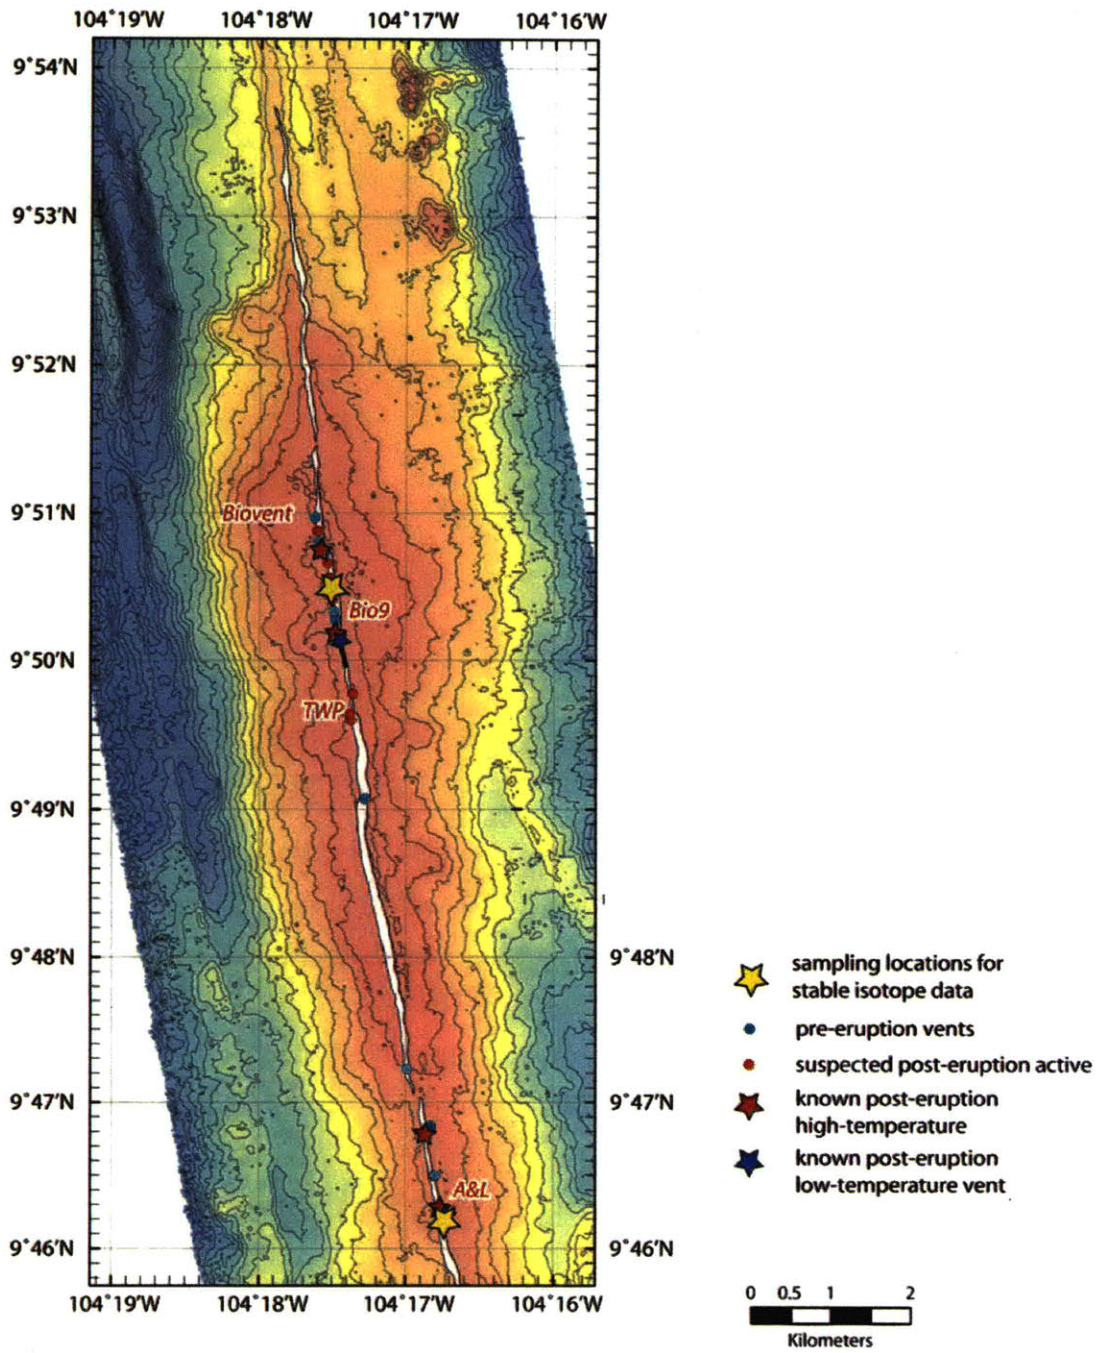 104˚19′W 104˚18′W 104˚17′W 104˚16′W
9˚54′N
9˚53′N
9˚52′N
9˚51′N
Biovent
Bio9
9˚50′N
TWP
9˚49′N
9˚48′N 9˚48′N
sampling locations for
stable isotope data
pre-eruption vents
suspected post-eruption active
9˚47′N 9˚47′N
known post-eruption
high-temperature
known post-eruption
low-temperature vent
A&L
9˚46′N 9˚46′N
104˚19′W 104˚18′W 104˚17′W 104˚16′W
0 0.5 1 2
Kilometers